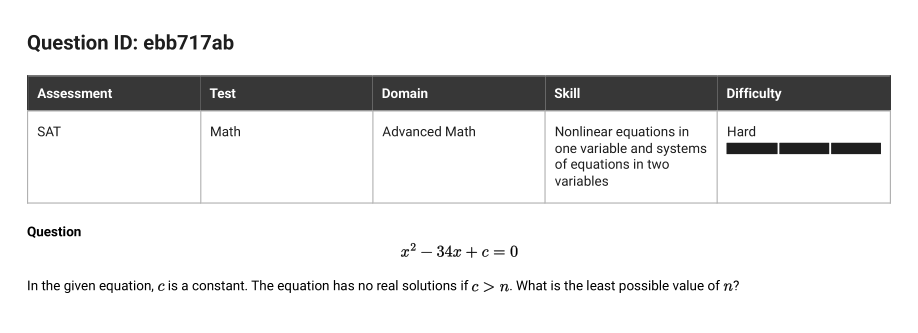 Question ID: ebb717ab
Assessment Test Domain Skill Difficulty
SAT Math Advanced Math Nonlinear equations in one variable and systems of equations in two variables Hard
Question
x² − 34x + c = 0
In the given equation, c is a constant. The equation has no real solutions if c > n. What is the least possible value of n?